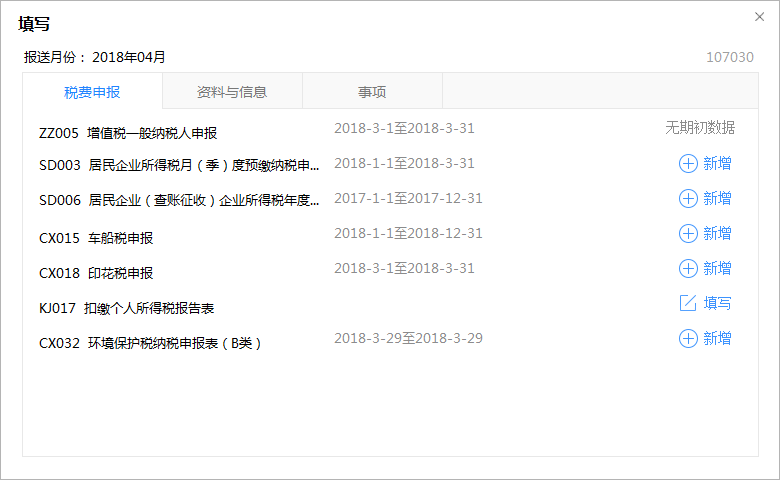 填写
报送月份： 2018年04月 107030
税费申报 资料与信息 事项
ZZ005 增值税一般纳税人申报 2018-3-1至2018-3-31 无期初数据
SD003 居民企业所得税月（季）度预缴纳税申... 2018-1-1至2018-3-31 新增
SD006 居民企业（查账征收）企业所得税年度... 2017-1-1至2017-12-31 新增
CX015 车船税申报 2018-1-1至2018-12-31 新增
CX018 印花税申报 2018-3-1至2018-3-31 新增
KJ017 扣缴个人所得税报告表 填写
CX032 环境保护税纳税申报表（B类） 2018-3-29至2018-3-29 新增